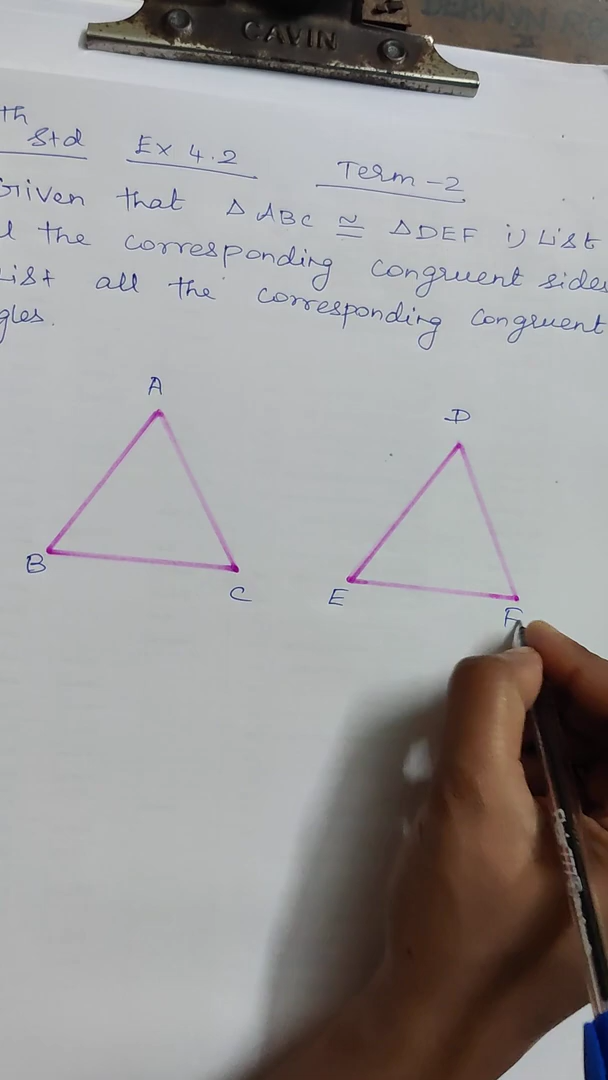 CAVIN
th
Std Ex 4.2 Term-2
Given that △ABC ≅ △DEF i) List
the corresponding congruent sides
List all the corresponding congruent
gles.
A
D
B
C
E
F